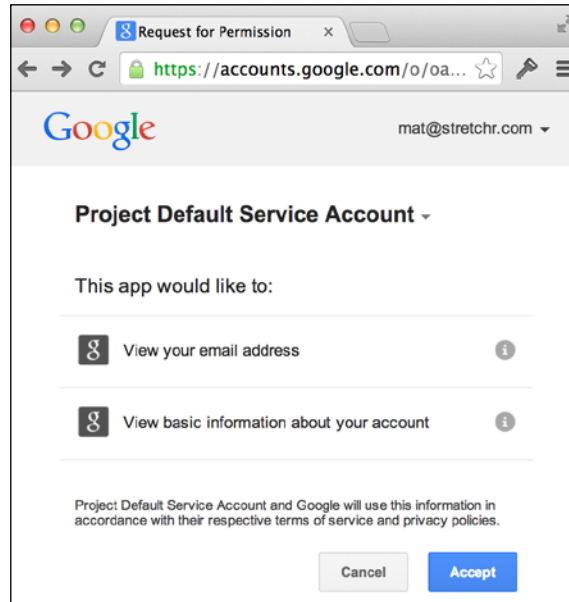 Request for Permission
https://accounts.google.com/o/oa...
Google
mat@stretchr.com
Project Default Service Account
This app would like to:
g View your email address
g View basic information about your account
Project Default Service Account and Google will use this information in
accordance with their respective terms of service and privacy policies.
Cancel Accept